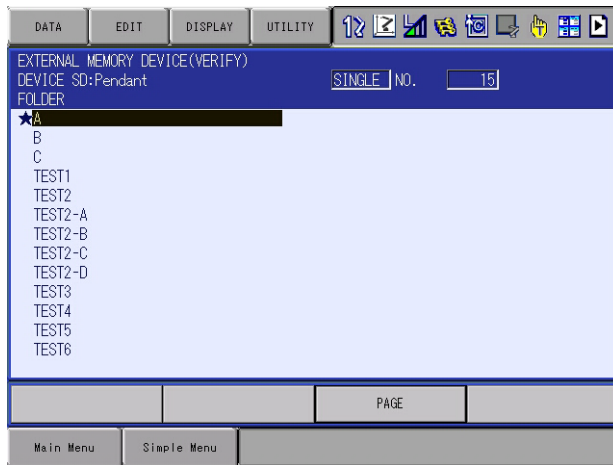 DATA EDIT DISPLAY UTILITY
EXTERNAL MEMORY DEVICE(VERIFY)
DEVICE SD:Pendant SINGLE NO. 15
FOLDER
★A
B
C
TEST1
TEST2
TEST2-A
TEST2-B
TEST2-C
TEST2-D
TEST3
TEST4
TEST5
TEST6
PAGE
Main Menu Simple Menu